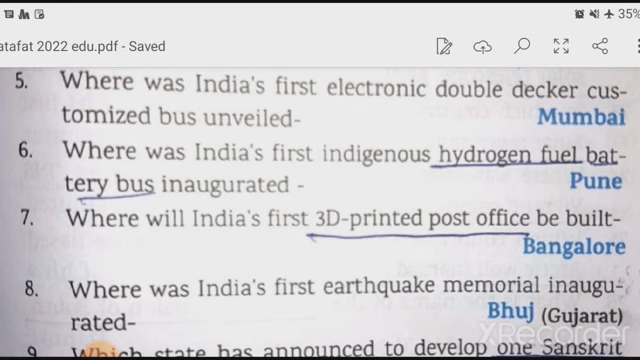 35%
atafat 2022 edu.pdf - Saved
5. Where was India's first electronic double decker cus-
tomized bus unveiled- Mumbai
6. Where was India's first indigenous hydrogen fuel bat-
tery bus inaugurated - Pune
7. Where will India's first 3D-printed post office be built-
Bangalore
8. Where was India's first earthquake memorial inaugu-
rated- Bhuj (Gujarat)
9. Which state has announced to develop one Sanskrit
XRecorder